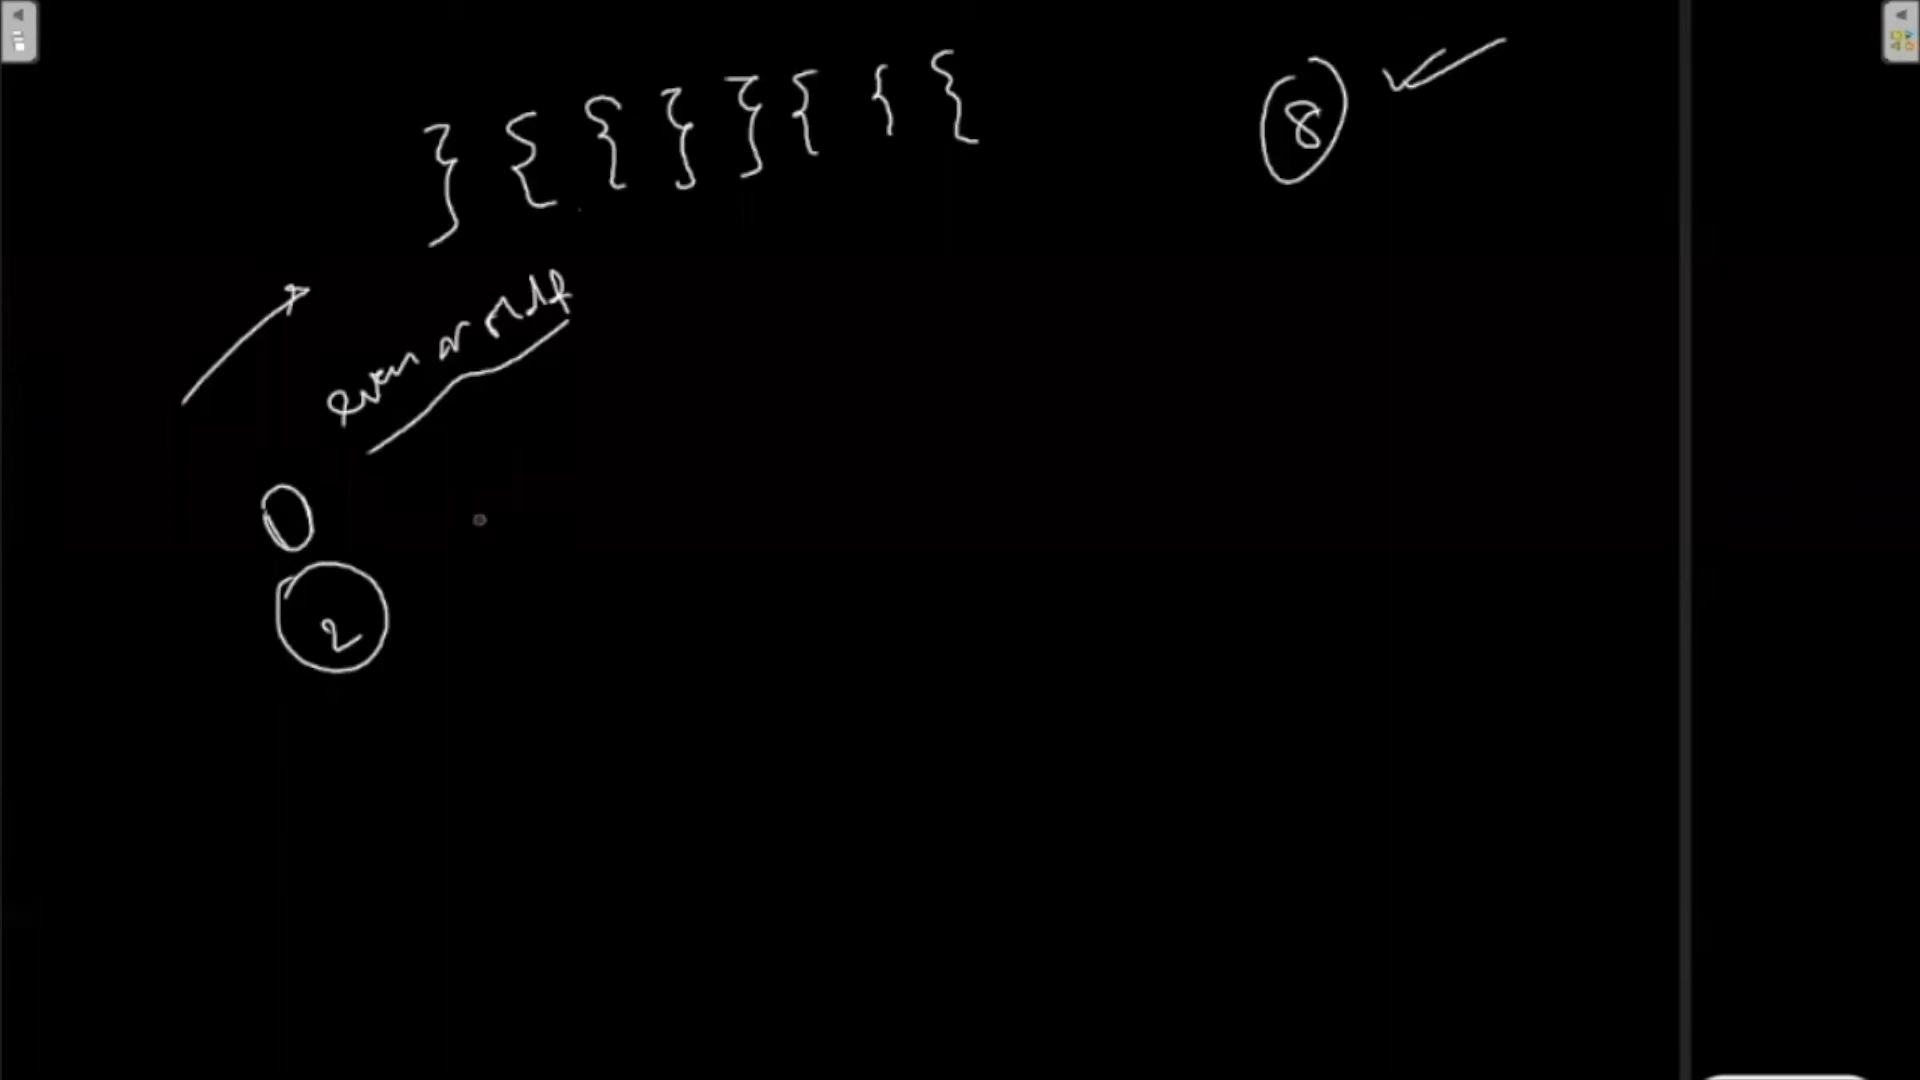 } { { } } { { { 8
even or odd
0
2